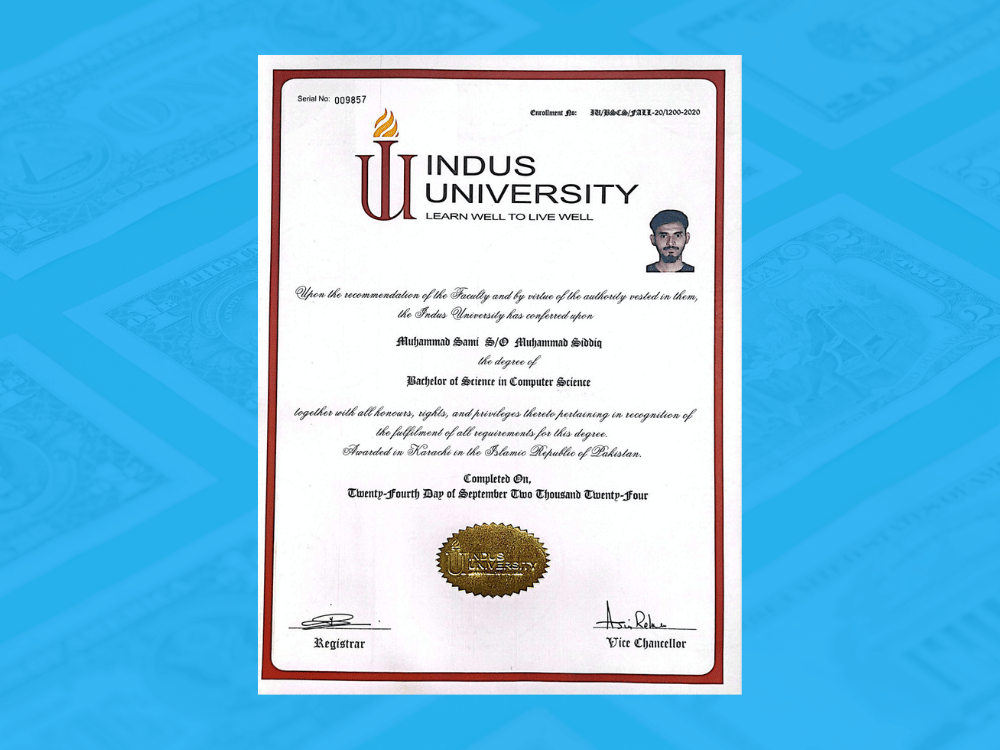 Serial No: 009857
Enrollment No: IU/BSCS/FALL-20/1200-2020
INDUS
UNIVERSITY
LEARN WELL TO LIVE WELL
Upon the recommendation of the Faculty and by virtue of the authority vested in them,
the Indus University has conferred upon
Muhammad Sami S/O Muhammad Siddiq
the degree of
Bachelor of Science in Computer Science
together with all honours, rights, and privileges thereto pertaining in recognition of
the fulfilment of all requirements for this degree.
Awarded in Karachi in the Islamic Republic of Pakistan.
Completed On,
Twenty-Fourth Day of September Two Thousand Twenty-Four
INDUS
UNIVERSITY
Registrar
Vice Chancellor